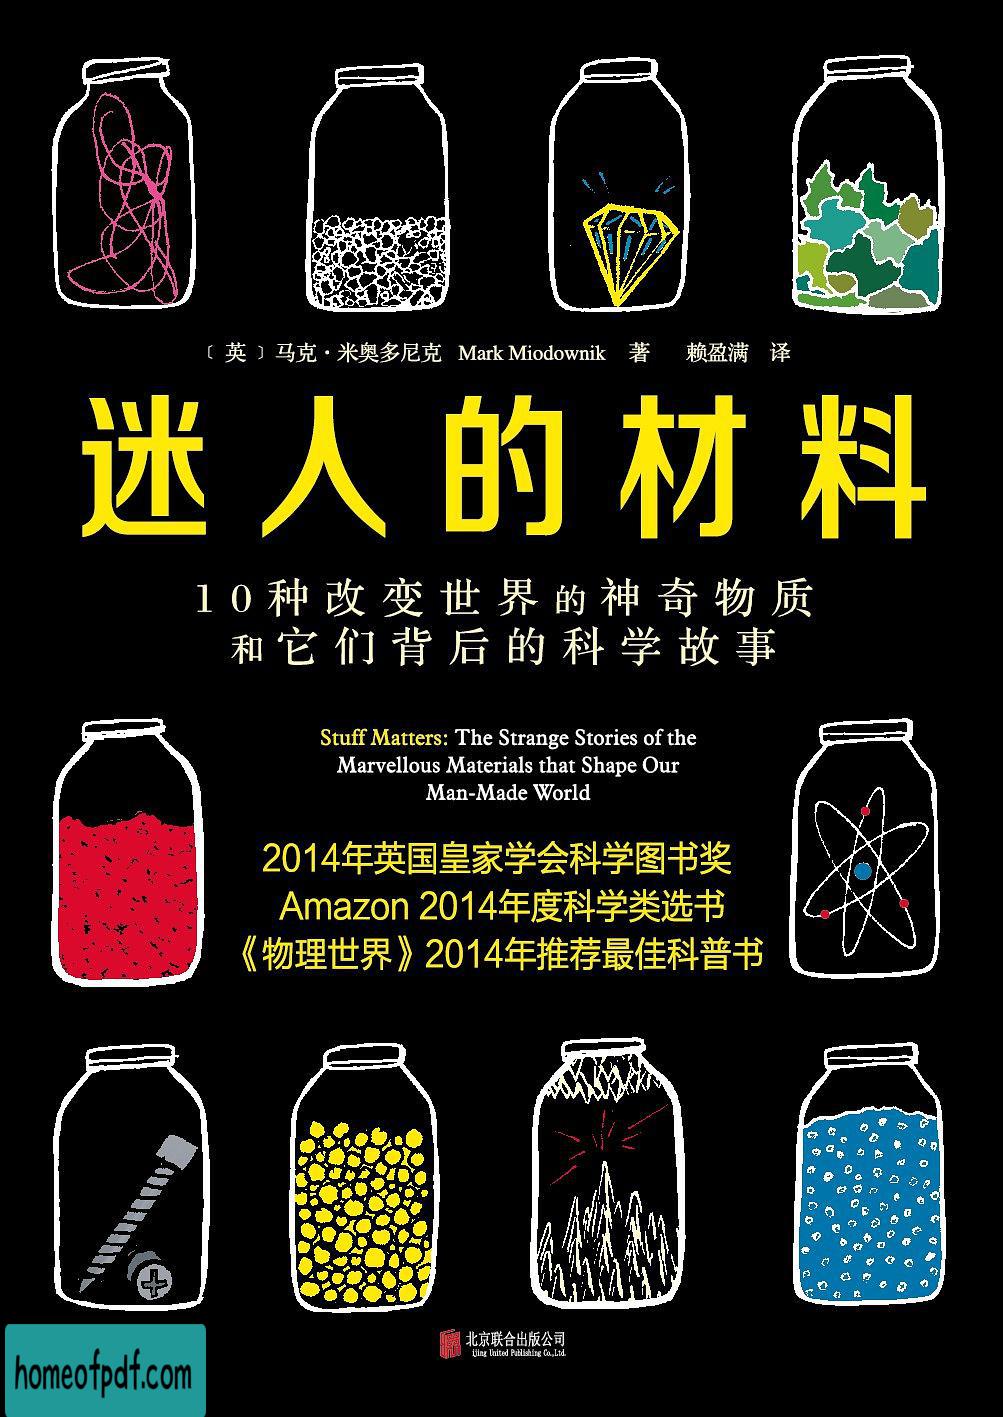 〔英〕马克·米奥多尼克 Mark Miodownik 著 赖盈满 译
迷人的材料
10种改变世界的神奇物质
和它们背后的科学故事
Stuff Matters: The Strange Stories of the
Marvellous Materials that Shape Our
Man-Made World
2014年英国皇家学会科学图书奖
Amazon 2014年度科学类选书
《物理世界》2014年推荐最佳科普书
北京联合出版公司
ijing United Publishing Co.,Ltd.
homeofpdf.com